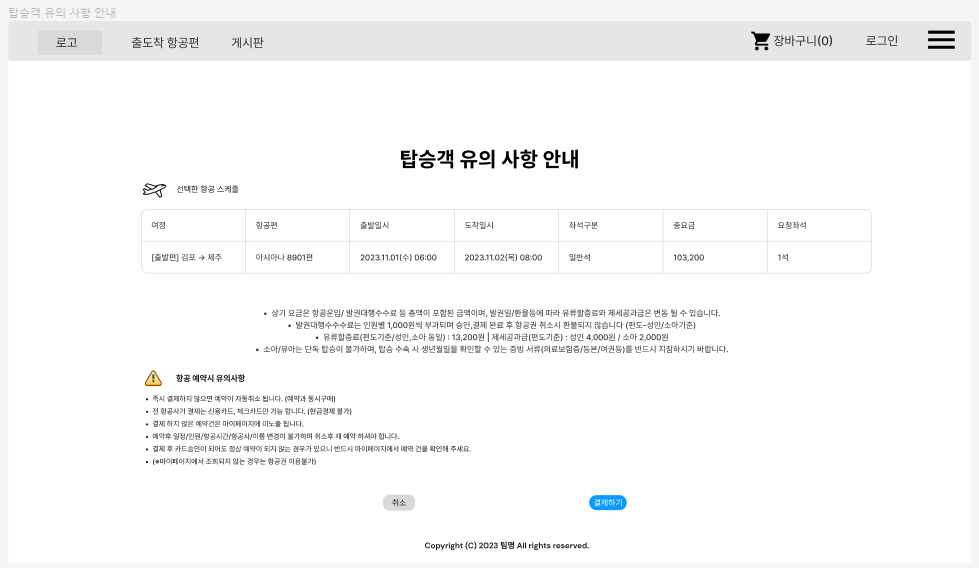 탑승객 유의 사항 안내
로고 출도착 항공편 게시판 장바구니(0) 로그인
탑승객 유의 사항 안내
선택한 항공 스케줄
여정 항공편 출발일시 도착일시 좌석구분 총요금 요청좌석
[출발편] 김포 → 제주 아시아나 8901편 2023.11.01(수) 06:00 2023.11.02(목) 08:00 일반석 103,200 1석
• 상기 요금은 항공운임/ 발권대행수수료 등 총액이 포함된 금액이며, 발권일/환율등에 따라 유류할증료와 제세공과금은 변동 될 수 있습니다.
• 발권대행수수수료는 인원별 1,000원씩 부과되며 승인,결제 완료 후 항공권 취소시 환불되지 않습니다 (편도-성인/소아기준)
• 유류할증료(편도기준/성인,소아 동일) : 13,200원 | 제세공과금(편도기준) : 성인 4,000원 / 소아 2,000원
• 소아/유아는 단독 탑승이 불가하며, 탑승 수속 시 생년월일을 확인할 수 있는 증빙 서류(의료보험증/등본/여권등)를 반드시 지참하시기 바랍니다.
항공 예약시 유의사항
• 즉시 결제하지 않으면 예약이 자동취소 됩니다. (예약과 동시구매)
• 전 항공사가 결제는 신용카드, 체크카드만 가능 합니다. (현금결제 불가)
• 결제 하지 않은 예약건은 마이페이지에 미노출 됩니다.
• 예약후 일정/인원/항공시간/항공사/이름 변경이 불가하며 취소후 재 예약 하셔야 합니다.
• 결제 후 카드승인이 되어도 정상 예약이 되지 않는 경우가 있으니 반드시 마이페이지에서 예약 건을 확인해 주세요.
• (※마이페이지에서 조회되지 않는 경우는 항공권 이용불가)
취소 결제하기
Copyright (C) 2023 팀명 All rights reserved.